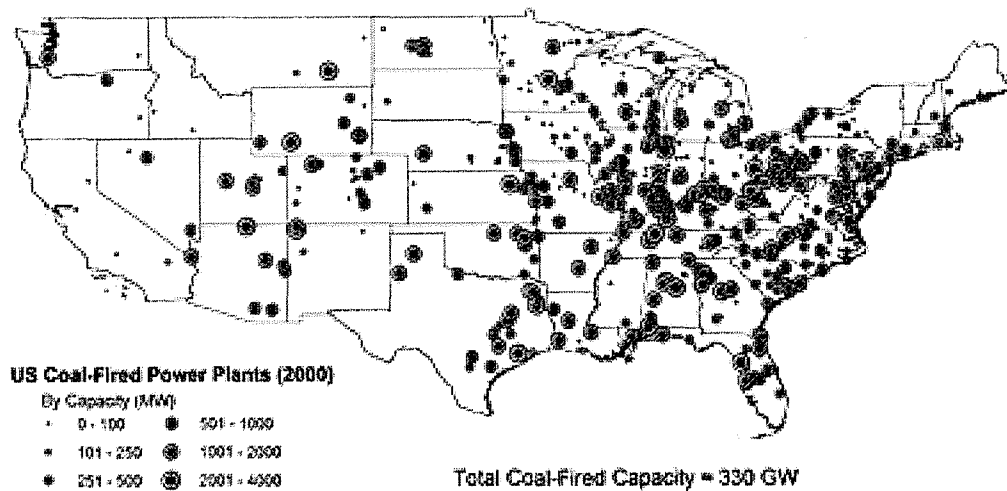 US Coal-Fired Power Plants (2000)
By Capacity (MW)
0 - 100
501 - 1000
101 - 250
1001 - 2000
251 - 500
2001 - 4000
Total Coal-Fired Capacity = 330 GW